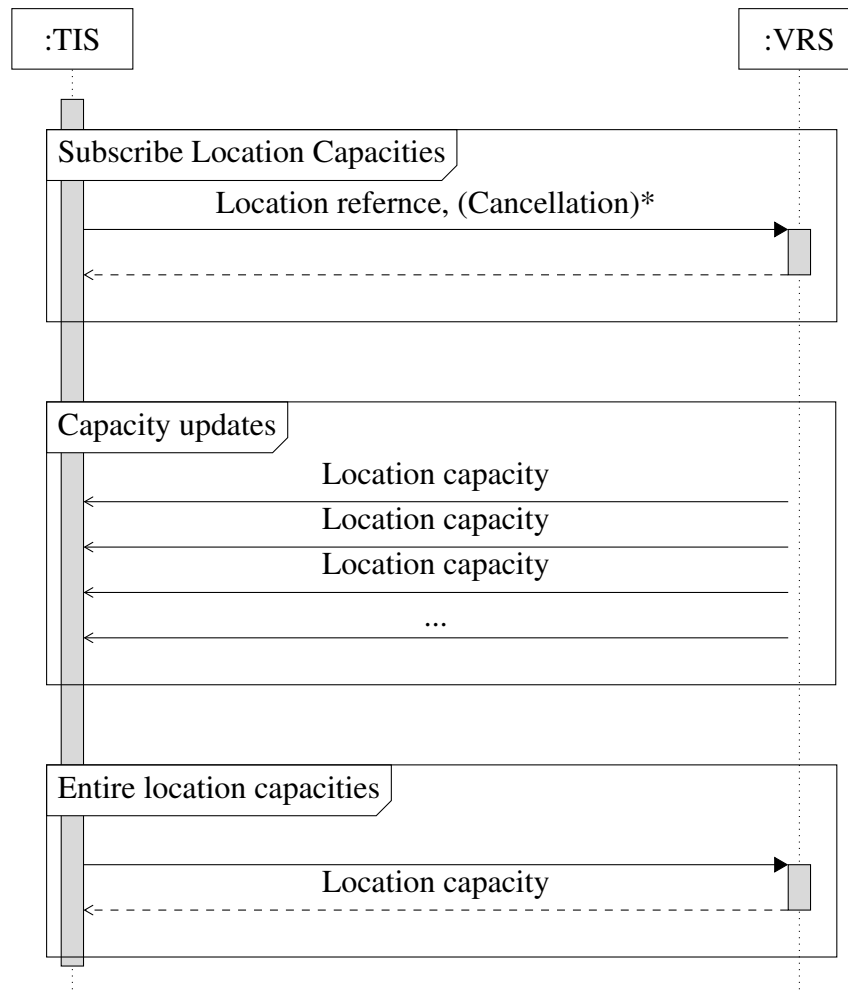 :TIS
:VRS
Subscribe Location Capacities
Location refernce, (Cancellation)*
Capacity updates
Location capacity
Location capacity
Location capacity
...
Entire location capacities
Location capacity